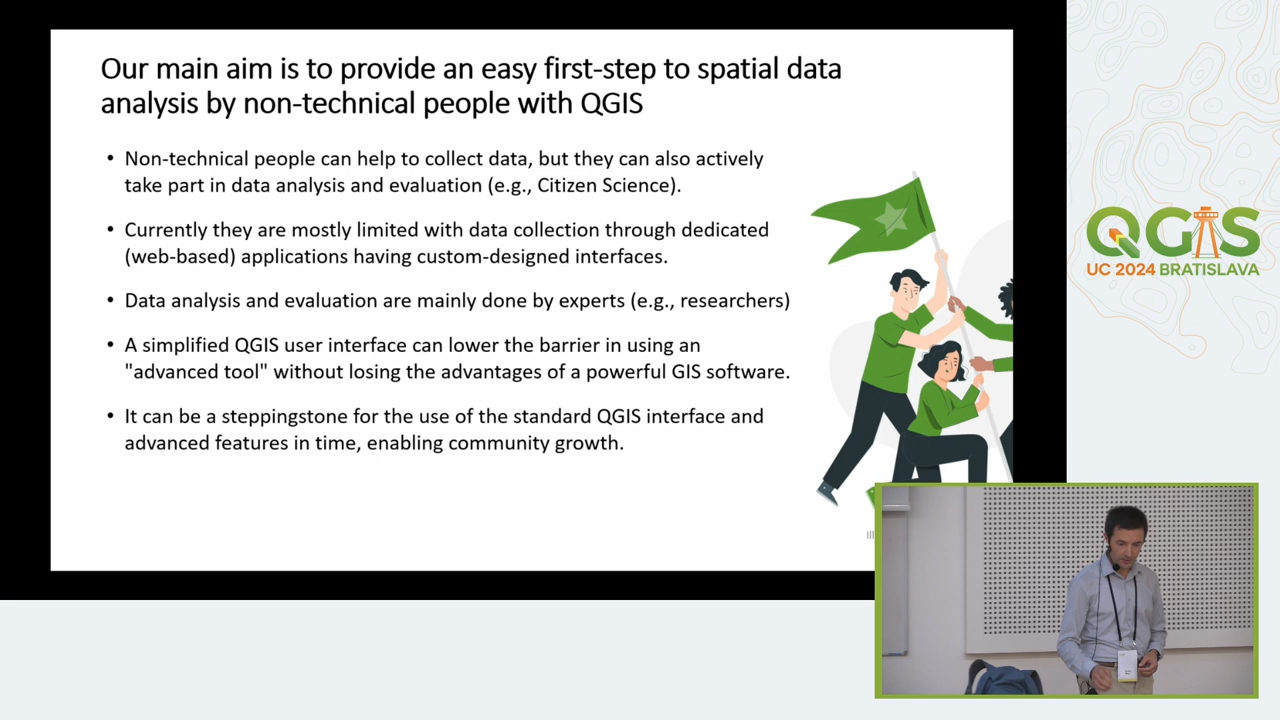 Our main aim is to provide an easy first-step to spatial data
analysis by non-technical people with QGIS
• Non-technical people can help to collect data, but they can also actively
take part in data analysis and evaluation (e.g., Citizen Science).
• Currently they are mostly limited with data collection through dedicated
(web-based) applications having custom-designed interfaces.
• Data analysis and evaluation are mainly done by experts (e.g., researchers)
• A simplified QGIS user interface can lower the barrier in using an
"advanced tool" without losing the advantages of a powerful GIS software.
• It can be a steppingstone for the use of the standard QGIS interface and
advanced features in time, enabling community growth.
QGIS
UC 2024 BRATISLAVA